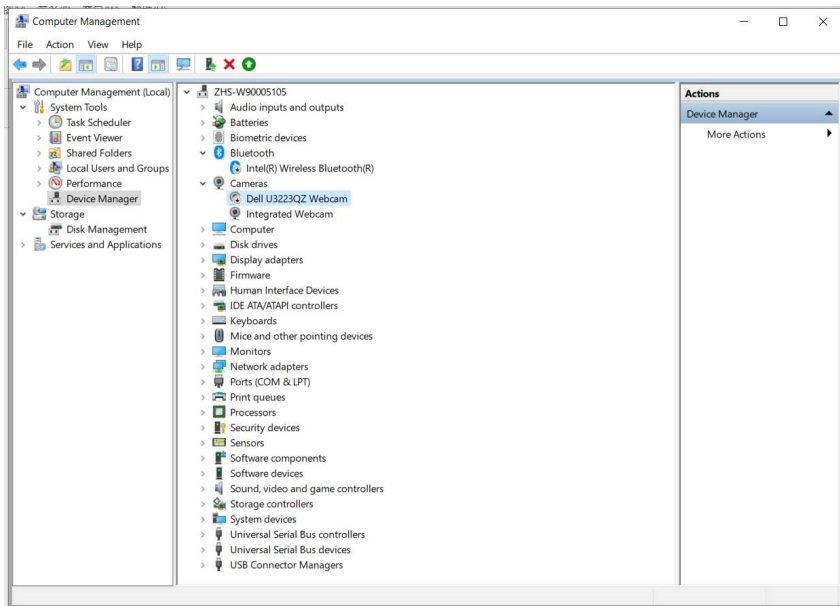 Computer Management
File Action View Help
Computer Management (Local)
System Tools
Task Scheduler
Event Viewer
Shared Folders
Local Users and Groups
Performance
Device Manager
Storage
Disk Management
Services and Applications
ZHS-W90005105
Audio inputs and outputs
Batteries
Biometric devices
Bluetooth
Intel(R) Wireless Bluetooth(R)
Cameras
Dell U3223QZ Webcam
Integrated Webcam
Computer
Disk drives
Display adapters
Firmware
Human Interface Devices
IDE ATA/ATAPI controllers
Keyboards
Mice and other pointing devices
Monitors
Network adapters
Ports (COM & LPT)
Print queues
Processors
Security devices
Sensors
Software components
Software devices
Sound, video and game controllers
Storage controllers
System devices
Universal Serial Bus controllers
Universal Serial Bus devices
USB Connector Managers
Actions
Device Manager
More Actions